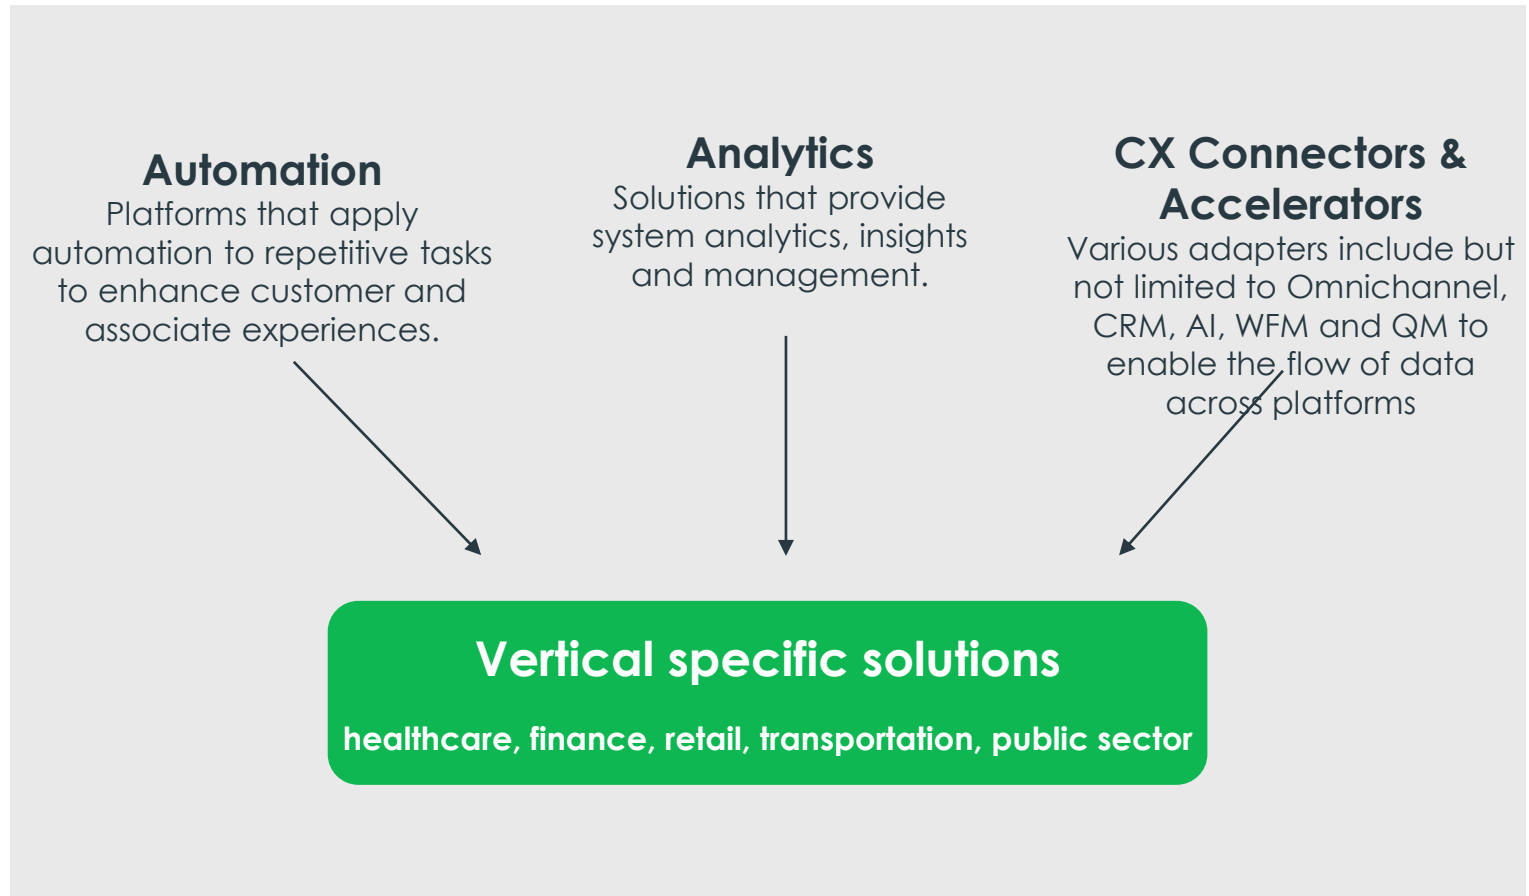 Automation
Platforms that apply
automation to repetitive tasks
to enhance customer and
associate experiences.
Analytics
Solutions that provide
system analytics, insights
and management.
CX Connectors &
Accelerators
Various adapters include but
not limited to Omnichannel,
CRM, AI, WFM and QM to
enable the flow of data
across platforms
Vertical specific solutions
healthcare, finance, retail, transportation, public sector